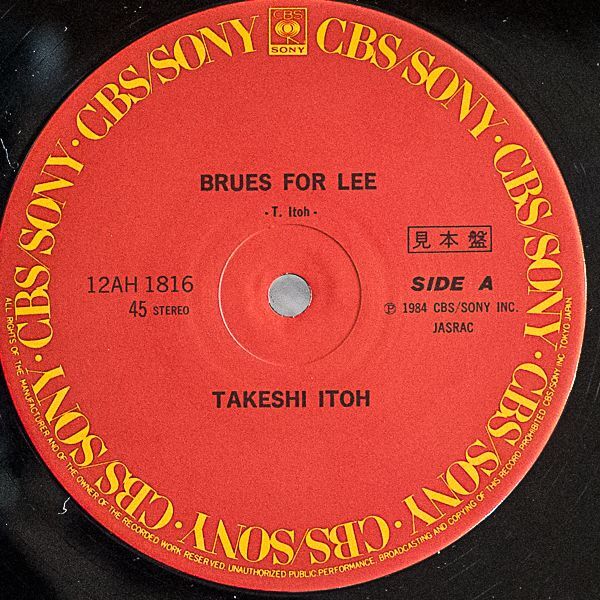 CBS
SONY
CBS/SONY · CBS/SONY · CBS/SONY · CBS/SONY · CBS/SONY · CBS/SONY · CBS/SONY · CBS/SONY
BRUES FOR LEE
- T. Itoh -
見本盤
12AH 1816
SIDE A
45 STEREO
Ⓟ 1984 CBS/SONY INC.
JASRAC
TAKESHI ITOH
ALL RIGHTS OF THE MANUFACTURER AND OF THE OWNER OF THE RECORDED WORK RESERVED. UNAUTHORIZED PUBLIC PERFORMANCE, BROADCASTING AND COPYING OF THIS RECORD PROHIBITED CBS/SONY INC. TOKYO JAPAN